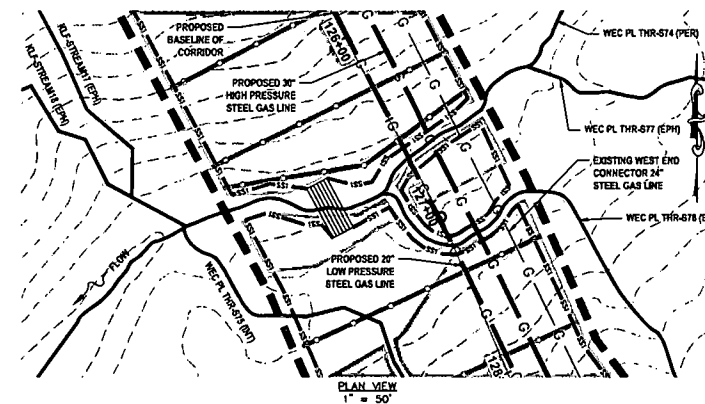 PROPOSED
BASELINE OF
CORRIDOR
126+00
G
WEC PL THR-S74 (PER)
KLF-STREAM17 (EPH)
KLF-STREAM18 (EPH)
PROPOSED 30"
HIGH PRESSURE
STEEL GAS LINE
WEC PL THR-S77 (EPH)
EXISTING WEST END
CONNECTOR 24"
STEEL GAS LINE
127+00
WEC PL THR-S78
FLOW
WEC PL THR-S75 (INT)
PROPOSED 20"
LOW PRESSURE
STEEL GAS LINE
SS1
128
PLAN VIEW
1" = 50'